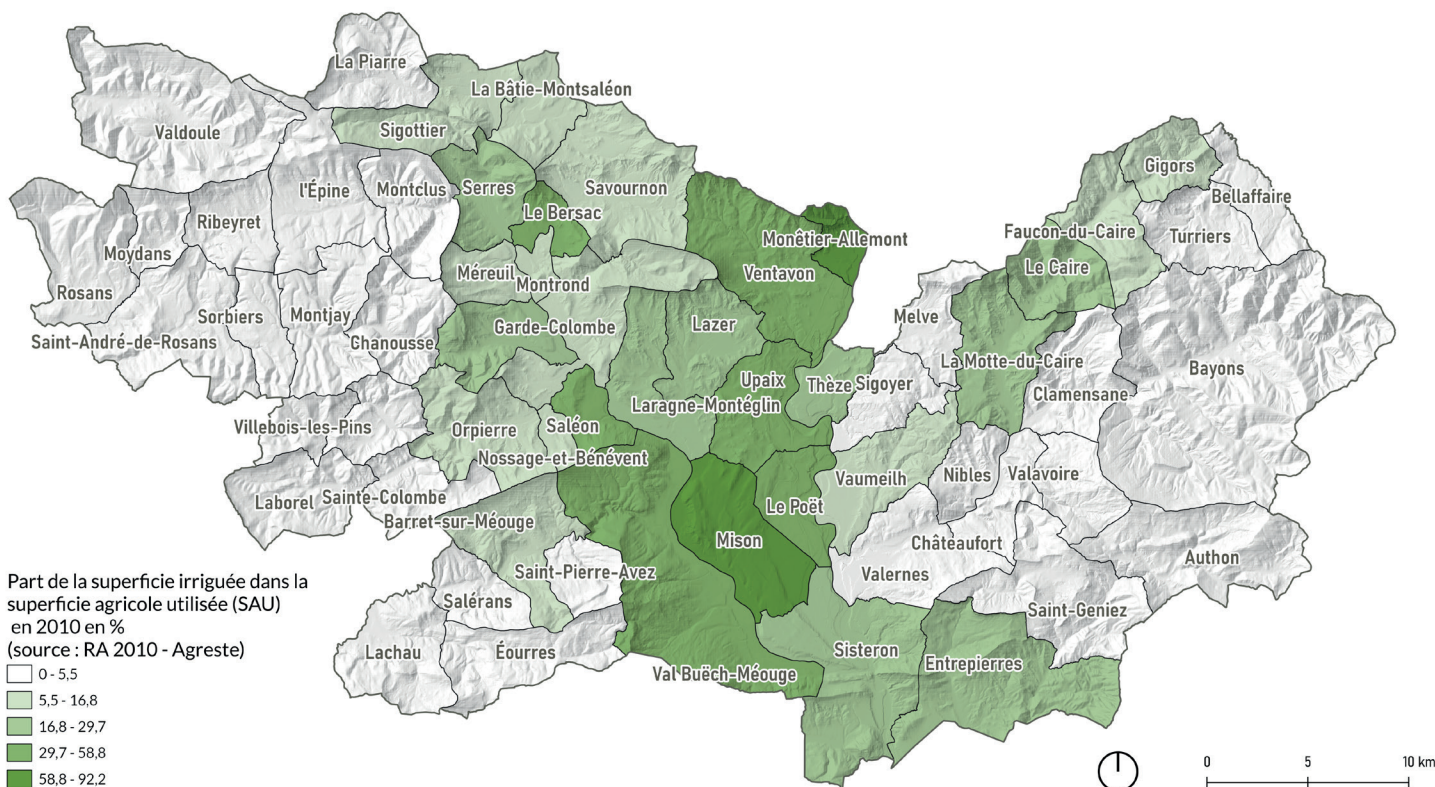 La Piarre
La Bâtie-Montsaléon
Valdoule
Sigottier
Gigors
l'Épine
Montclus
Serres
Savournon
Bellaffaire
Ribeyret
Le Bersac
Moydans
Monêtier-Allemont
Faucon-du-Caire
Turriers
Rosans
Méreuil
Montrond
Ventavon
Le Caire
Sorbiers
Montjay
Melve
Saint-André-de-Rosans
Chanousse
Garde-Colombe
Lazer
La Motte-du-Caire
Bayons
Upaix
Thèze
Sigoyer
Clamensane
Laragne-Montéglin
Villebois-les-Pins
Orpierre
Saléon
Nossage-et-Bénévent
Vaumeilh
Nibles
Valavoire
Laborel
Sainte-Colombe
Le Poët
Barret-sur-Méouge
Mison
Châteaufort
Authon
Saint-Pierre-Avez
Valernes
Salérans
Saint-Geniez
Lachau
Éourres
Sisteron
Entrepierres
Val Buëch-Méouge
Part de la superficie irriguée dans la
superficie agricole utilisée (SAU)
en 2010 en %
(source : RA 2010 - Agreste)
0 - 5,5
5,5 - 16,8
16,8 - 29,7
29,7 - 58,8
58,8 - 92,2
0 5 10 km